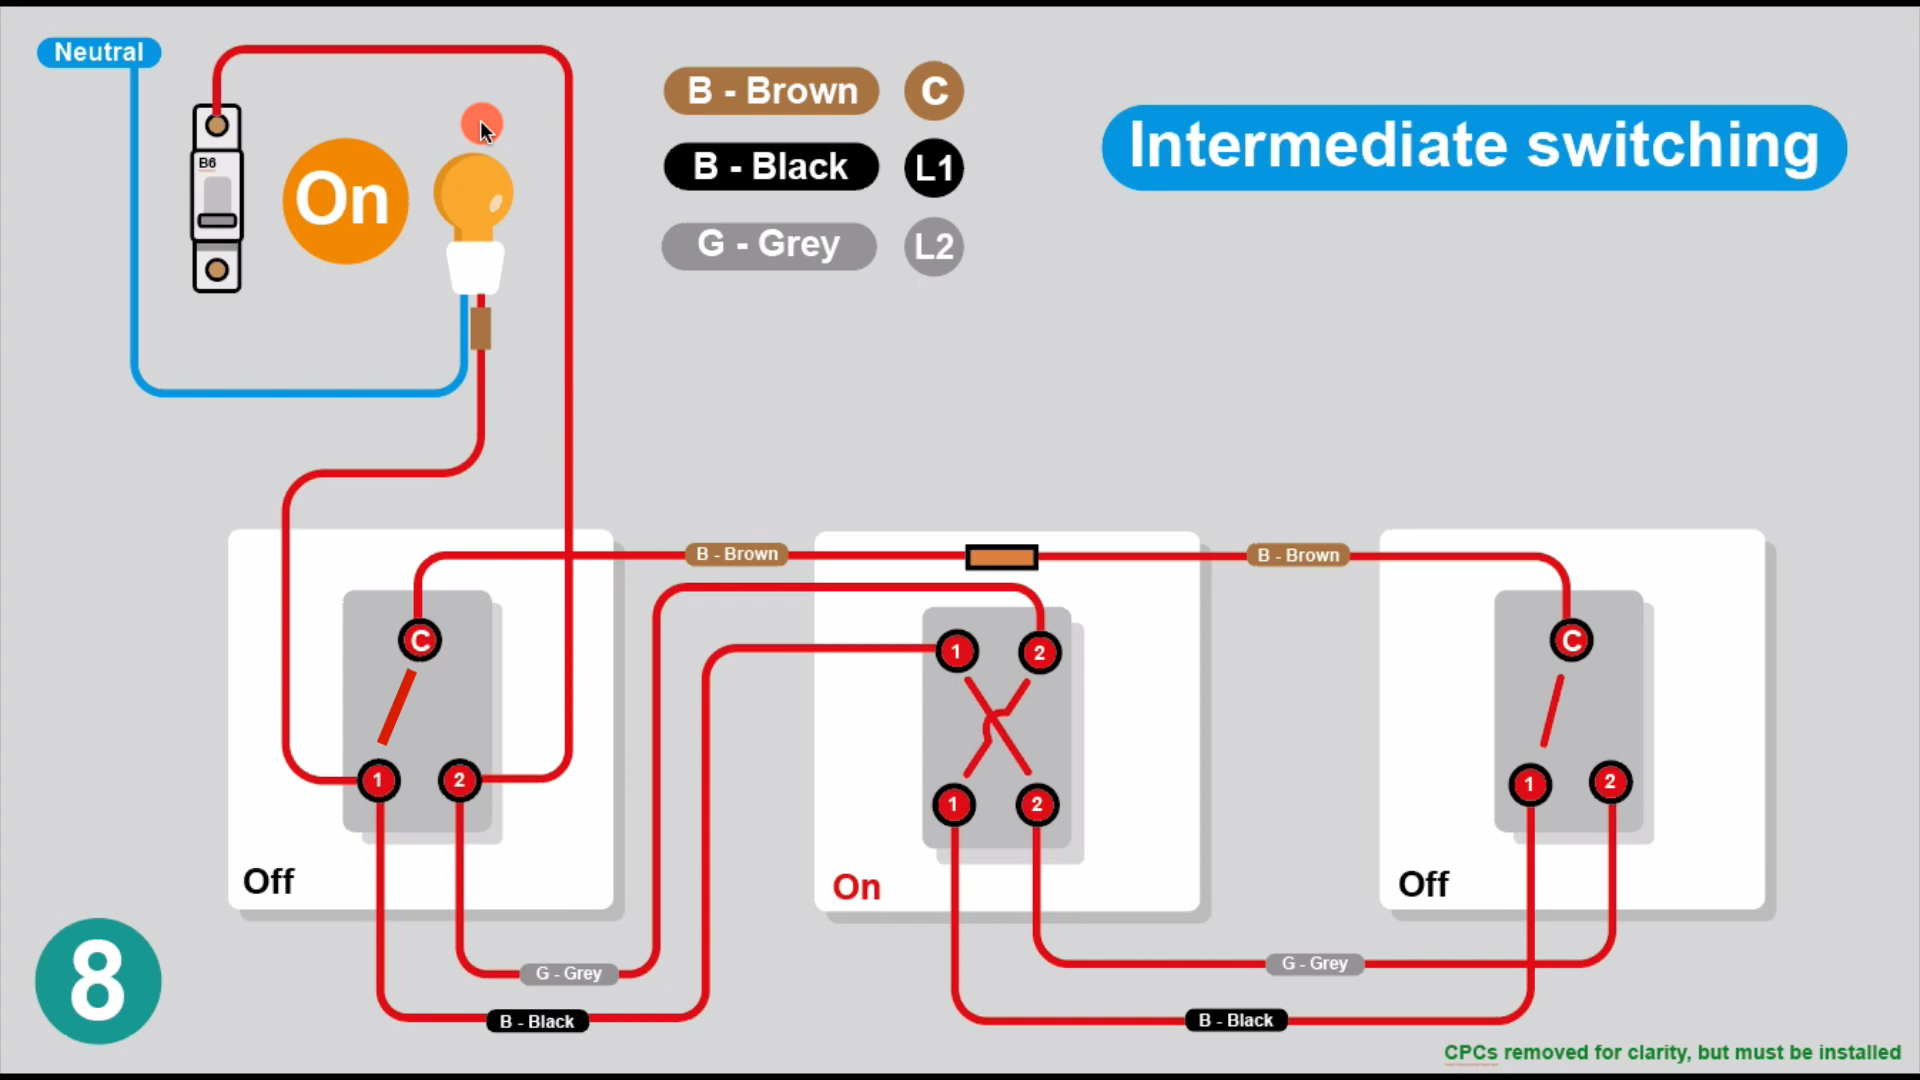 Neutral
B6
On
B - Brown
C
B - Black
L1
G - Grey
L2
Intermediate switching
B - Brown
B - Brown
C
1
2
Off
1
2
1
2
On
C
1
2
Off
G - Grey
B - Black
G - Grey
B - Black
8
CPCs removed for clarity, but must be installed